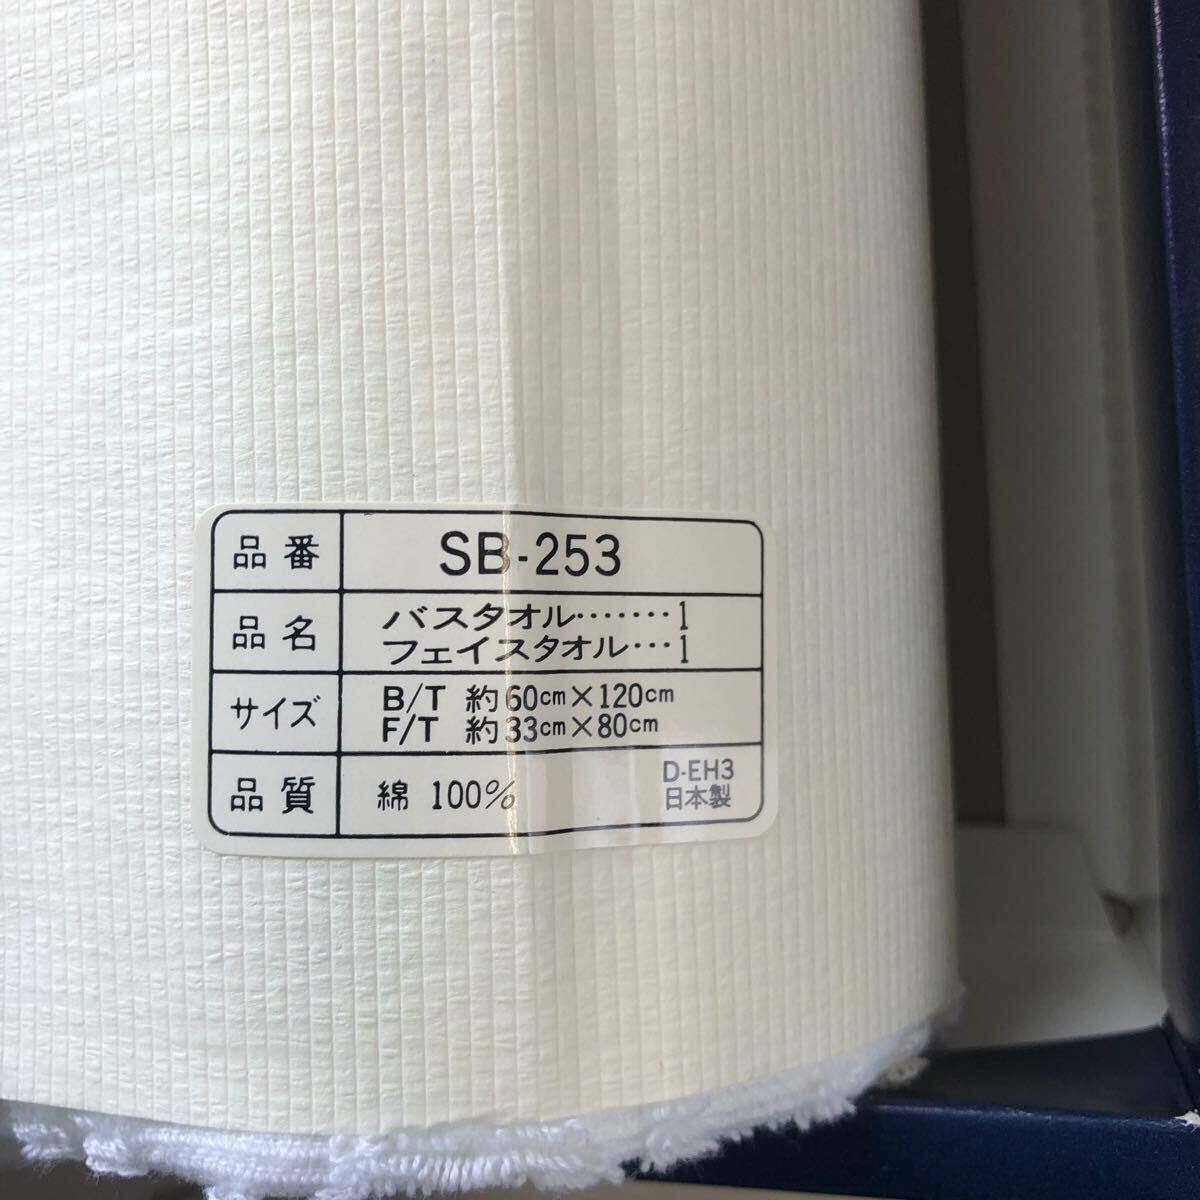 品番 SB-253
品名 バスタオル・・・・・・・1
フェイスタオル・・・1
サイズ B/T 約60cm×120cm
F/T 約33cm×80cm
品質 綿 100% D-EH3
日本製